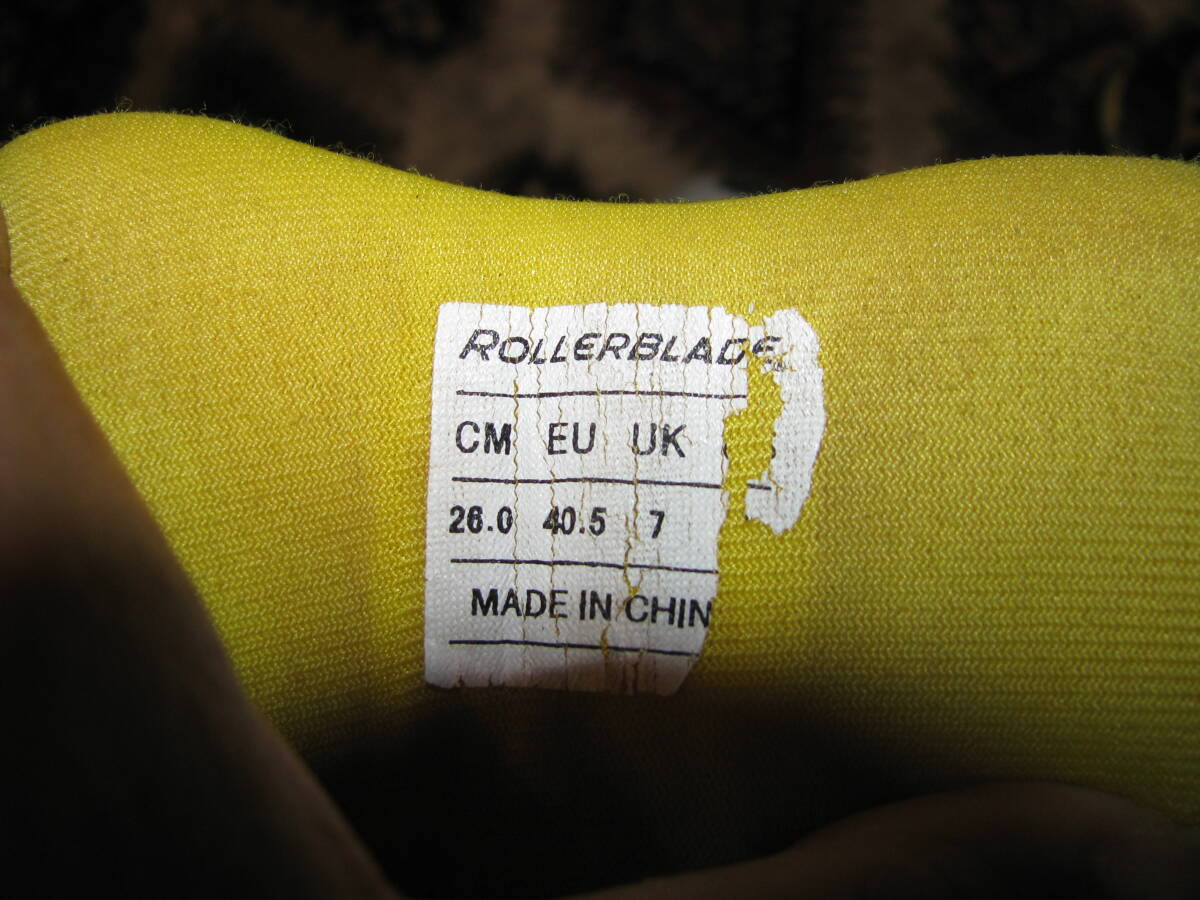 ROLLERBLADE
CM EU UK
26.0 40.5 7
MADE IN CHIN